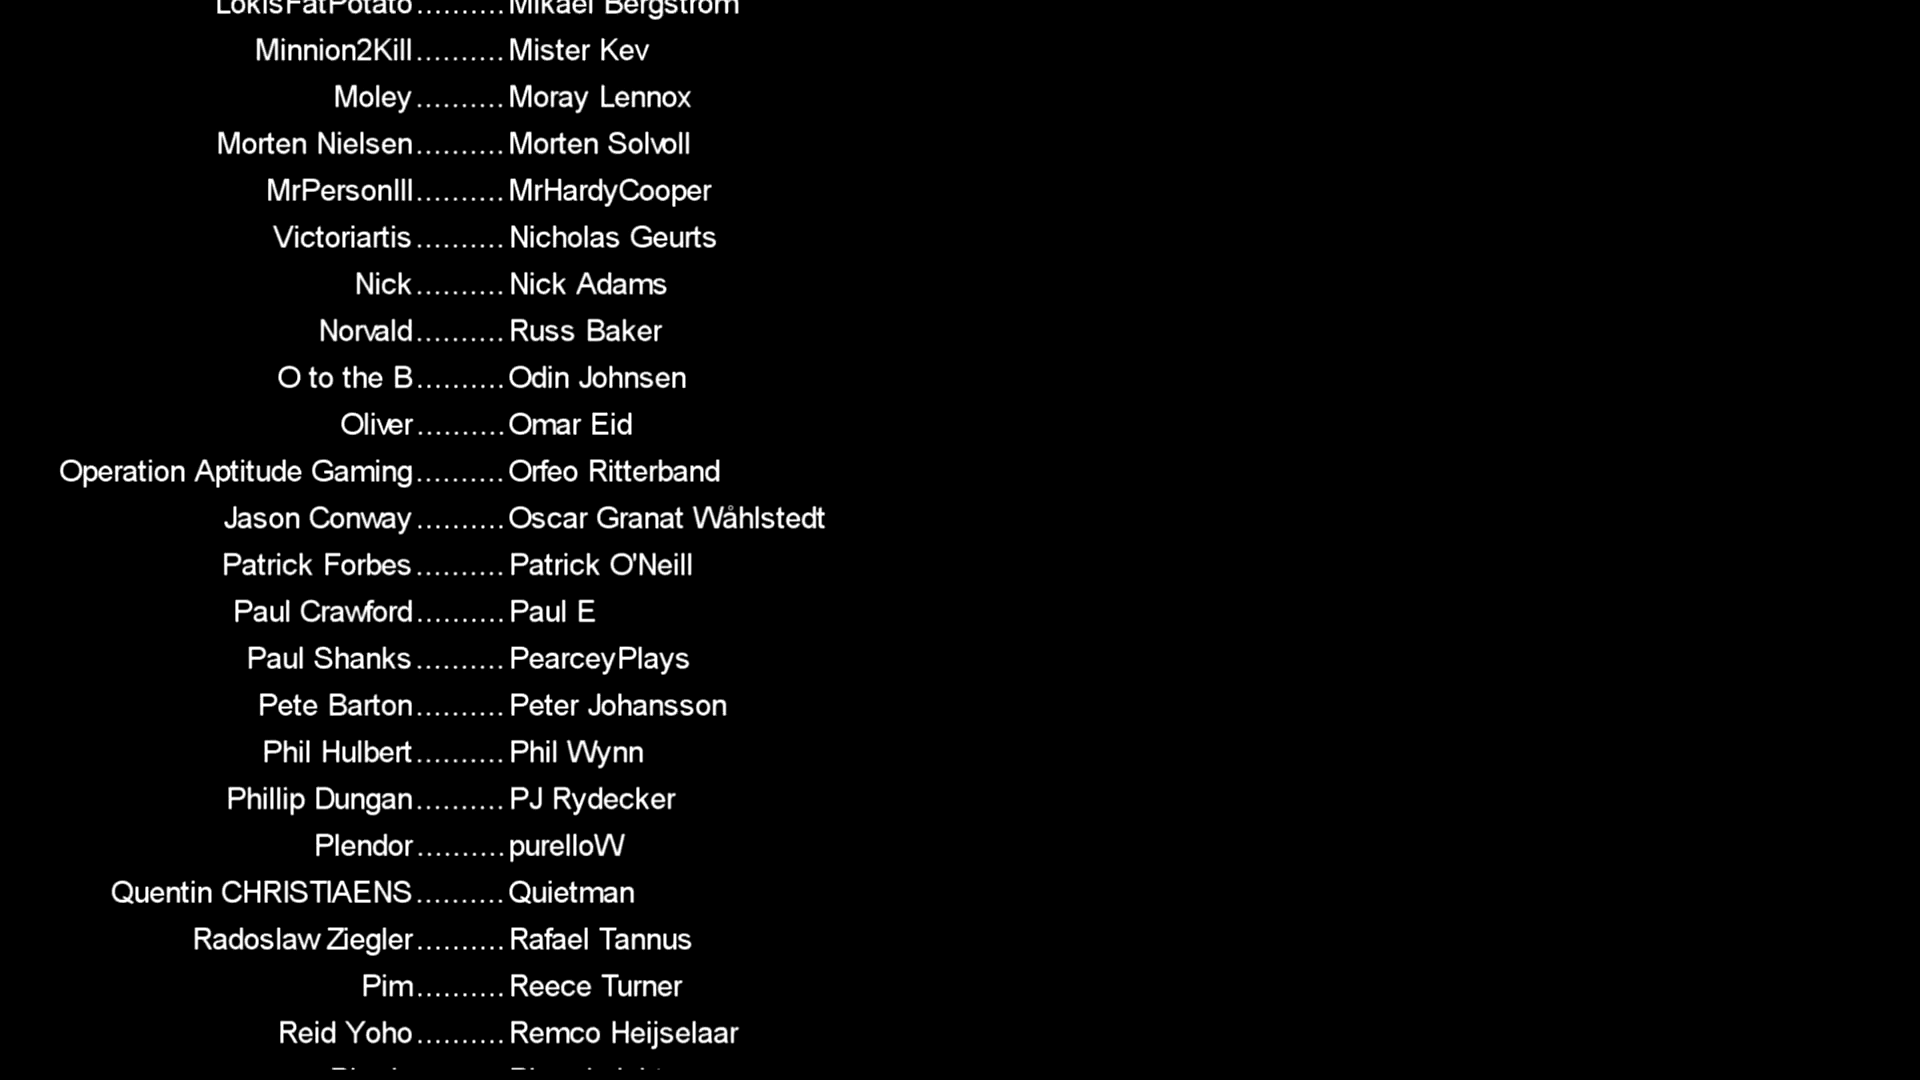 LokisFatPotato..........Mikael Bergström
Minnion2Kill..........Mister Kev
Moley..........Moray Lennox
Morten Nielsen..........Morten Solvoll
MrPersonIII..........MrHardyCooper
Victoriartis..........Nicholas Geurts
Nick..........Nick Adams
Norvald..........Russ Baker
O to the B..........Odin Johnsen
Oliver..........Omar Eid
Operation Aptitude Gaming..........Orfeo Ritterband
Jason Conway..........Oscar Granat Wåhlstedt
Patrick Forbes..........Patrick O'Neill
Paul Crawford..........Paul E
Paul Shanks..........PearceyPlays
Pete Barton..........Peter Johansson
Phil Hulbert..........Phil Wynn
Phillip Dungan..........PJ Rydecker
Plendor..........purelloW
Quentin CHRISTIAENS..........Quietman
Radoslaw Ziegler..........Rafael Tannus
Pim..........Reece Turner
Reid Yoho..........Remco Heijselaar